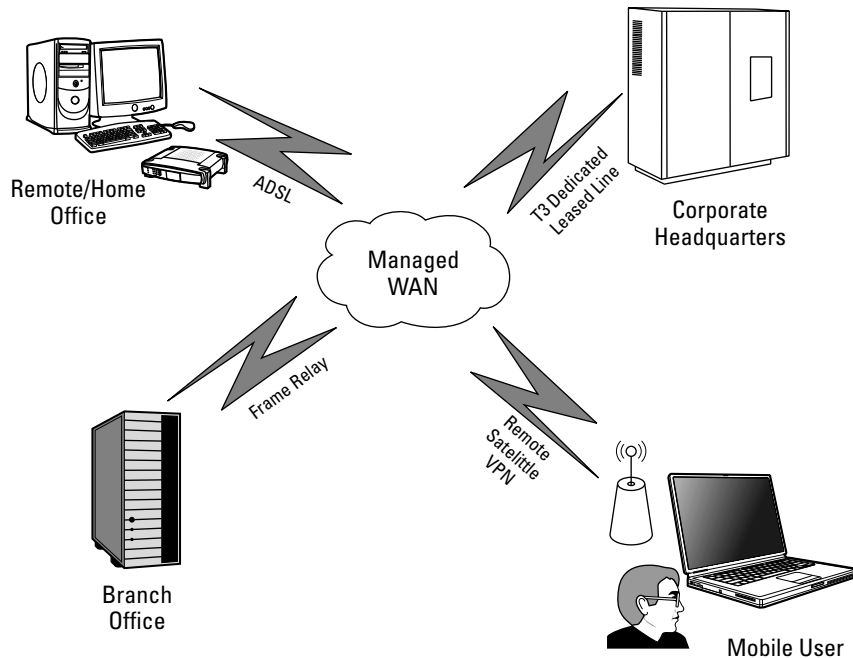 Remote/Home
Office
ADSL
T3 Dedicated
Leased Line
Corporate
Headquarters
Managed
WAN
Frame Relay
Remote
Satelittle
VPN
Branch
Office
Mobile User